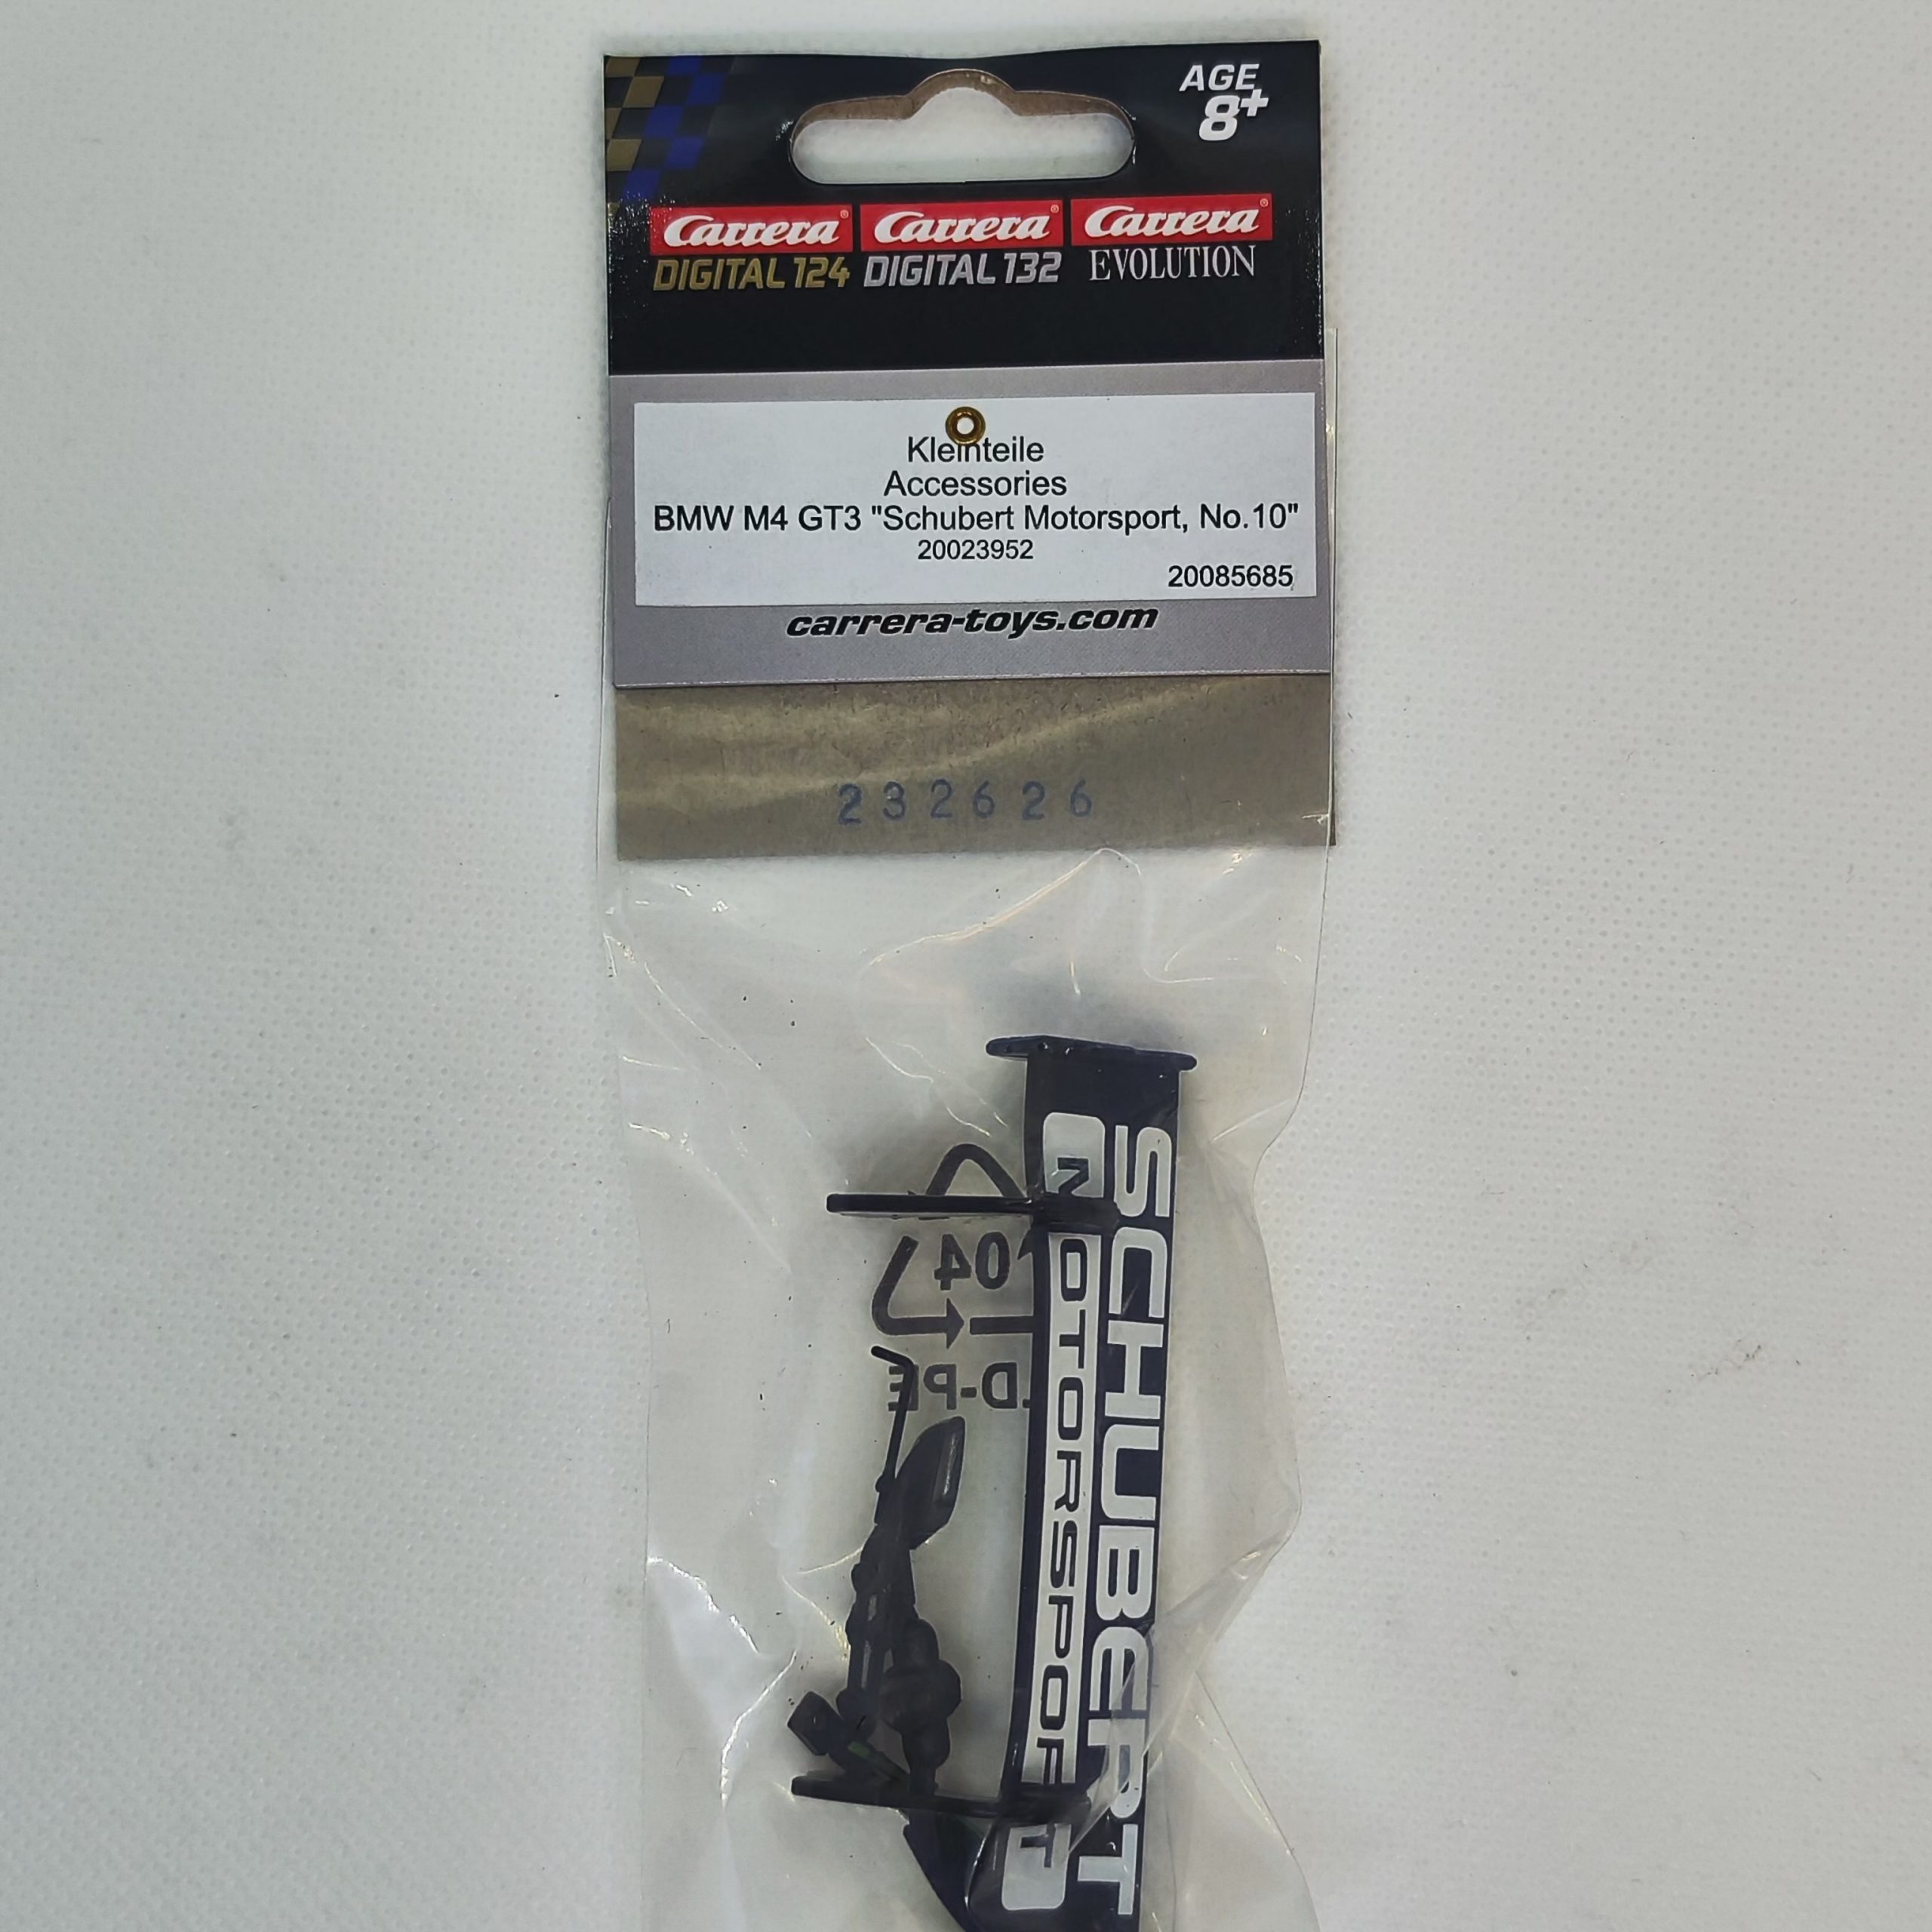 AGE
8+
Carrera® Carrera® Carrera®
DIGITAL 124 DIGITAL 132 EVOLUTION
Kleinteile
Accessories
BMW M4 GT3 "Schubert Motorsport, No.10"
20023952
20085685
carrera-toys.com
232626
SCHUBERT
MOTORSPORT
04
LD-PE